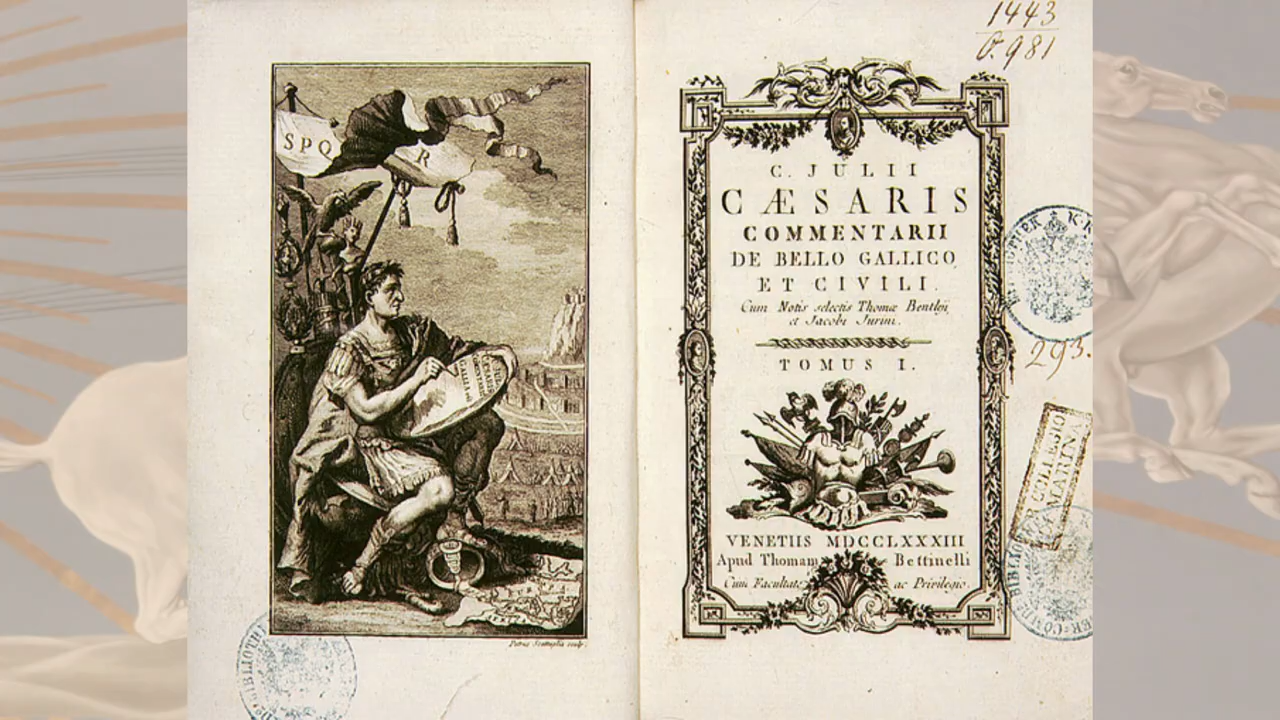 SPQ R
Petrus Scattaglia sculp.
1443
981
C. JULII
CÆSARIS
COMMENTARII
DE BELLO GALLICO
ET CIVILI.
Cum Notis selectis Thomæ Bentleji
et Jacobi Jurini.
TOMUS I.
293.
VENETIIS MDCCLXXXIII
Apud Thomam Bettinelli
Cum Facultate ac Privilegio.